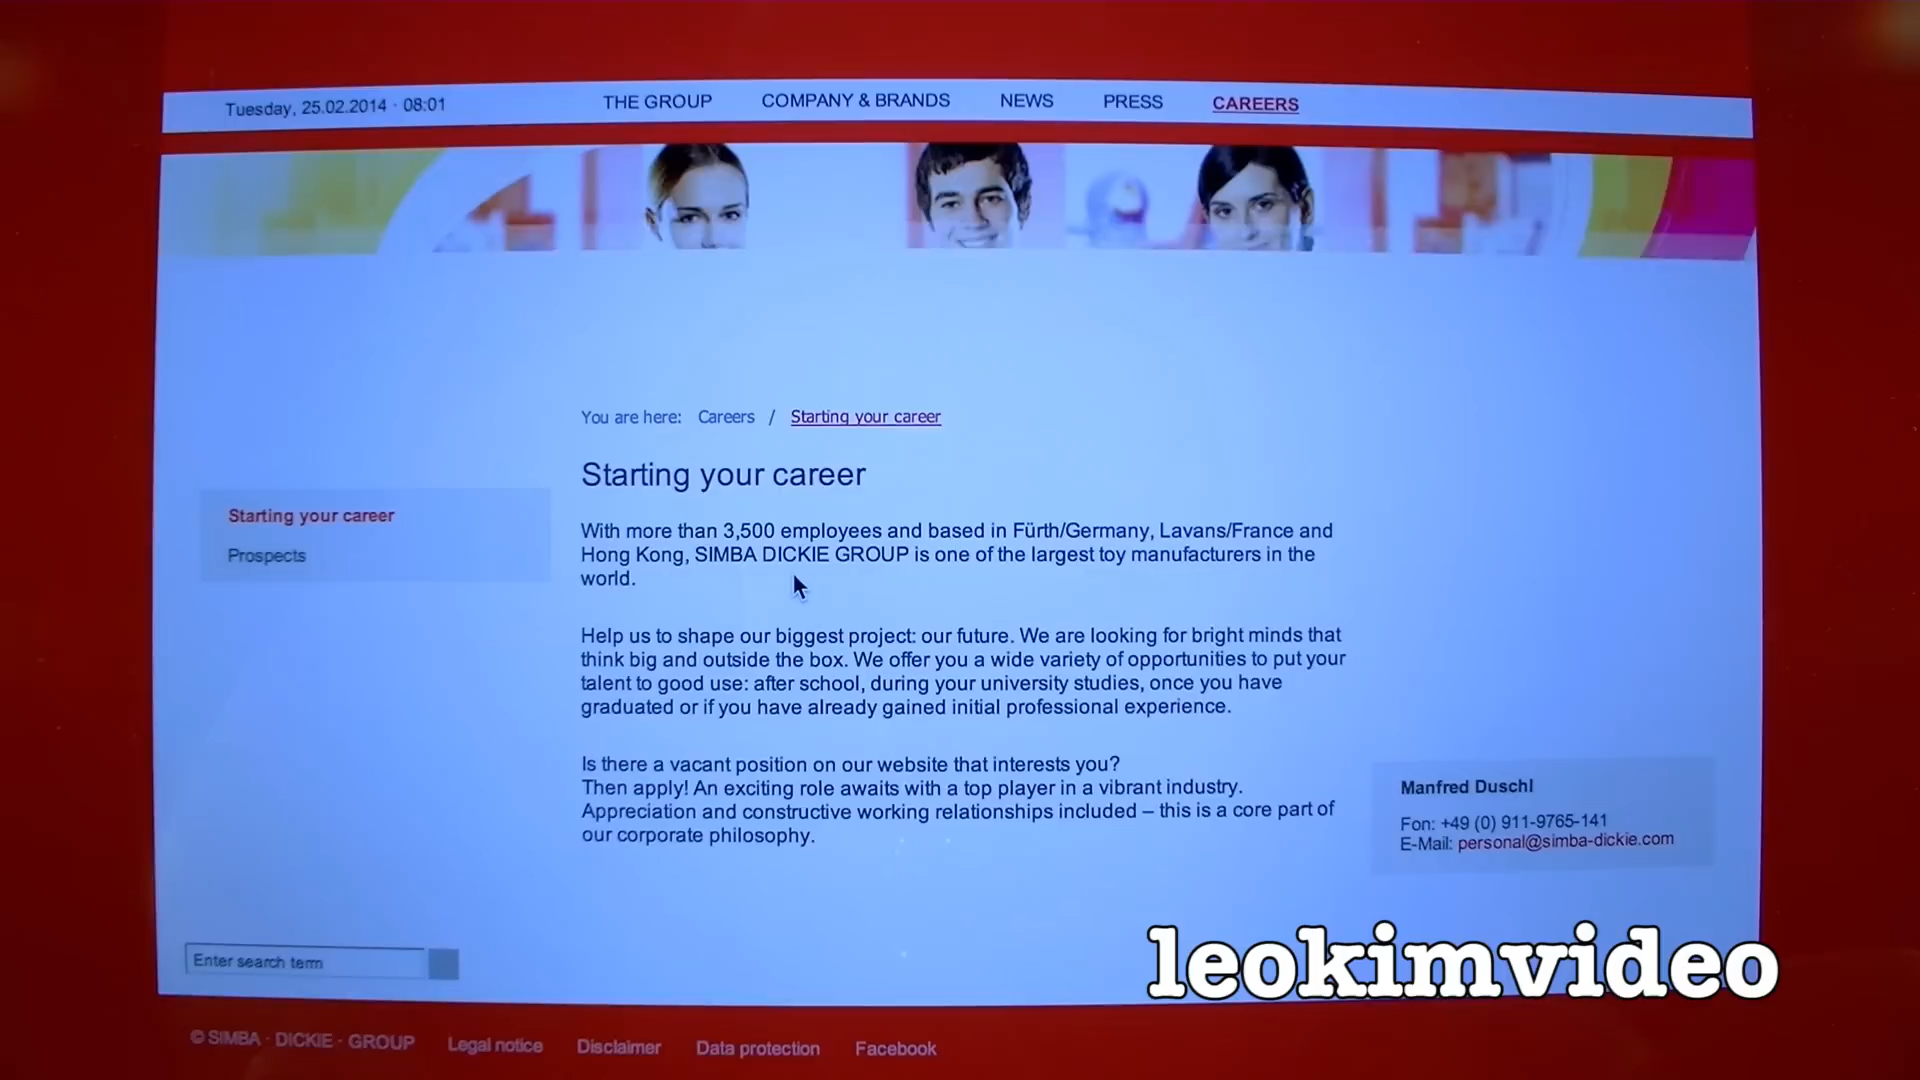 Tuesday, 25.02.2014 · 08:01
THE GROUP
COMPANY & BRANDS
NEWS
PRESS
CAREERS
You are here: Careers / Starting your career
Starting your career
Prospects
Starting your career
With more than 3,500 employees and based in Fürth/Germany, Lavans/France and
Hong Kong, SIMBA DICKIE GROUP is one of the largest toy manufacturers in the
world.
Help us to shape our biggest project: our future. We are looking for bright minds that
think big and outside the box. We offer you a wide variety of opportunities to put your
talent to good use: after school, during your university studies, once you have
graduated or if you have already gained initial professional experience.
Is there a vacant position on our website that interests you?
Then apply! An exciting role awaits with a top player in a vibrant industry.
Appreciation and constructive working relationships included – this is a core part of
our corporate philosophy.
Manfred Duschl
Fon: +49 (0) 911-9765-141
E-Mail: personal@simba-dickie.com
Enter search term
leokimvideo
© SIMBA · DICKIE · GROUP
Legal notice
Disclaimer
Data protection
Facebook